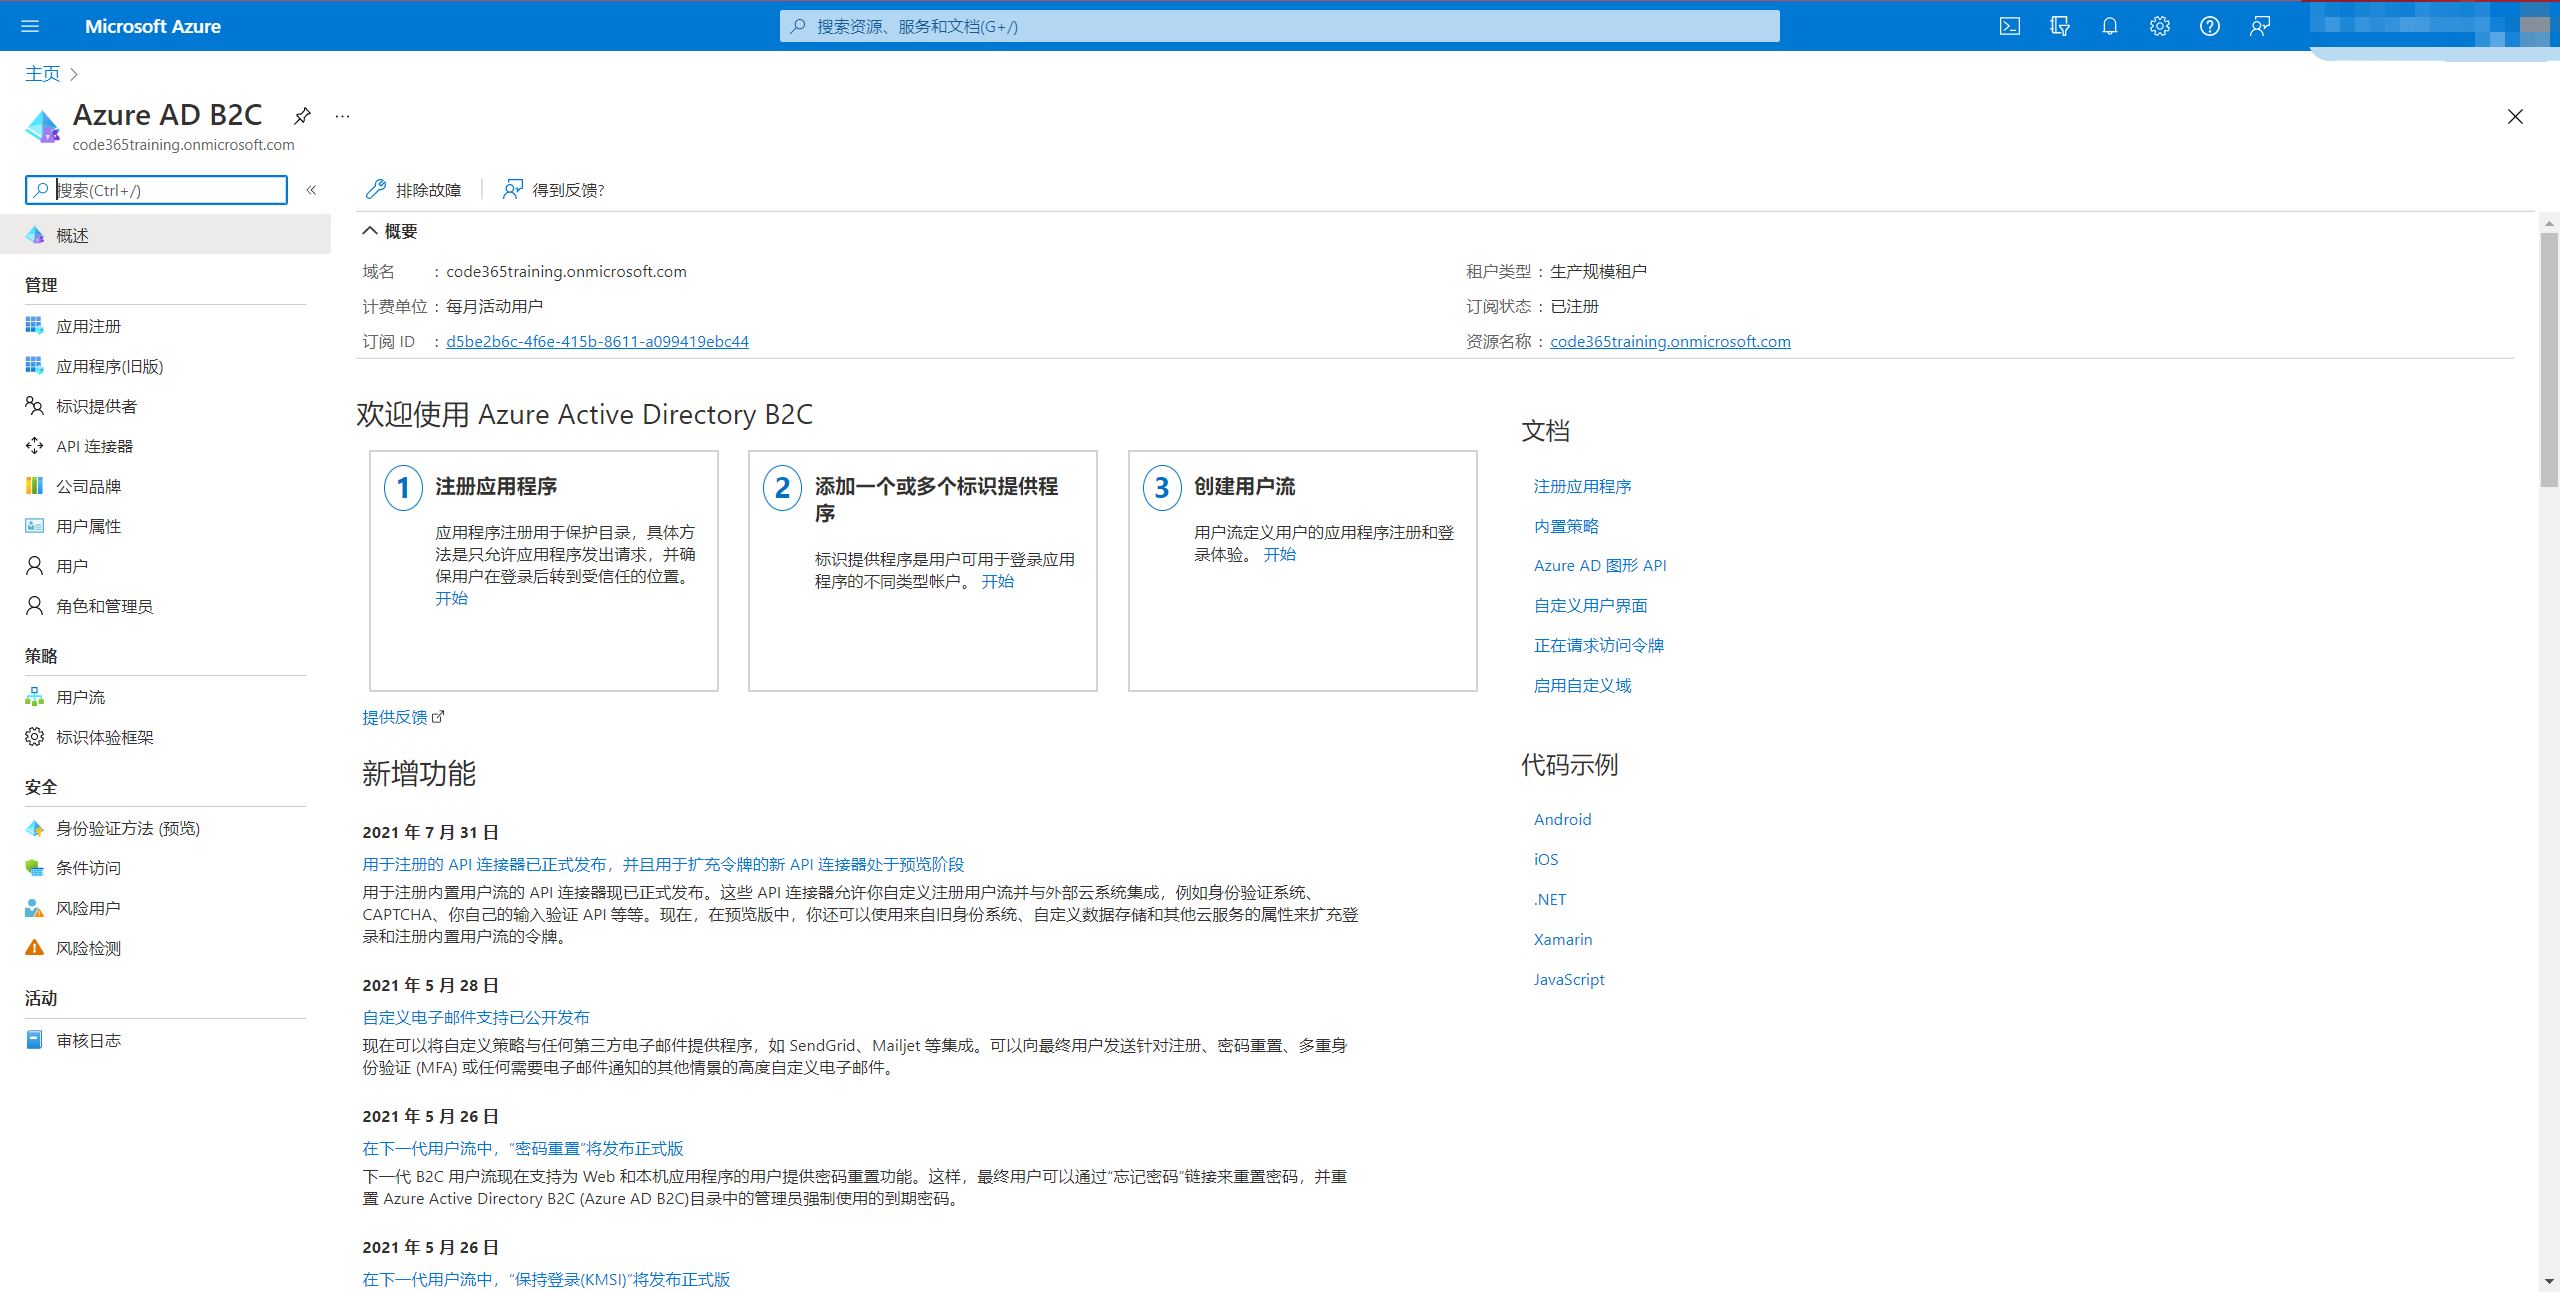 Microsoft Azure
搜索资源、服务和文档(G+/)
主页
Azure AD B2C
code365training.onmicrosoft.com
搜索(Ctrl+/)
概述
管理
应用注册
应用程序(旧版)
标识提供者
API 连接器
公司品牌
用户属性
用户
角色和管理员
策略
用户流
标识体验框架
安全
身份验证方法 (预览)
条件访问
风险用户
风险检测
活动
审核日志
排除故障
得到反馈?
概要
域名 : code365training.onmicrosoft.com
计费单位 : 每月活动用户
订阅 ID : d5be2b6c-4f6e-415b-8611-a099419ebc44
租户类型 : 生产规模租户
订阅状态 : 已注册
资源名称 : code365training.onmicrosoft.com
欢迎使用 Azure Active Directory B2C
1 注册应用程序
应用程序注册用于保护目录，具体方
法是只允许应用程序发出请求，并确
保用户在登录后转到受信任的位置。
开始
2 添加一个或多个标识提供程
序
标识提供程序是用户可用于登录应用
程序的不同类型帐户。 开始
3 创建用户流
用户流定义用户的应用程序注册和登
录体验。 开始
提供反馈
新增功能
2021 年 7 月 31 日
用于注册的 API 连接器已正式发布，并且用于扩充令牌的新 API 连接器处于预览阶段
用于注册内置用户流的 API 连接器现已正式发布。这些 API 连接器允许你自定义注册用户流并与外部云系统集成，例如身份验证系统、
CAPTCHA、你自己的输入验证 API 等等。现在，在预览版中，你还可以使用来自旧身份系统、自定义数据存储和其他云服务的属性来扩充登
录和注册内置用户流的令牌。
2021 年 5 月 28 日
自定义电子邮件支持已公开发布
现在可以将自定义策略与任何第三方电子邮件提供程序，如 SendGrid、Mailjet 等集成。可以向最终用户发送针对注册、密码重置、多重身
份验证 (MFA) 或任何需要电子邮件通知的其他情景的高度自定义电子邮件。
2021 年 5 月 26 日
在下一代用户流中，“密码重置”将发布正式版
下一代 B2C 用户流现在支持为 Web 和本机应用程序的用户提供密码重置功能。这样，最终用户可以通过“忘记密码”链接来重置密码，并重
置 Azure Active Directory B2C (Azure AD B2C)目录中的管理员强制使用的到期密码。
2021 年 5 月 26 日
在下一代用户流中，“保持登录(KMSI)”将发布正式版
文档
注册应用程序
内置策略
Azure AD 图形 API
自定义用户界面
正在请求访问令牌
启用自定义域
代码示例
Android
iOS
.NET
Xamarin
JavaScript